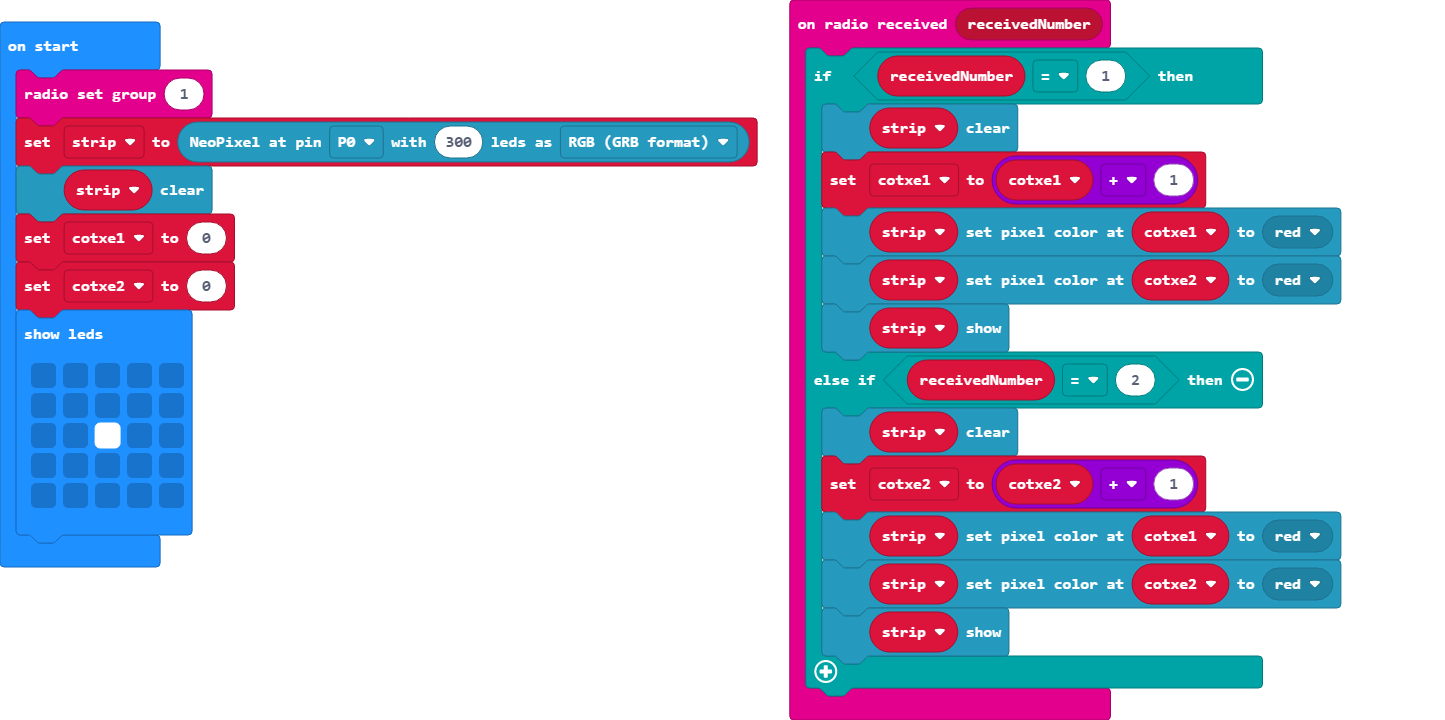 on start
radio set group 1
set strip to NeoPixel at pin P0 with 300 leds as RGB (GRB format)
strip clear
set cotxe1 to 0
set cotxe2 to 0
show leds
on radio received receivedNumber
if receivedNumber = 1 then
strip clear
set cotxe1 to cotxe1 + 1
strip set pixel color at cotxe1 to red
strip set pixel color at cotxe2 to red
strip show
else if receivedNumber = 2 then
strip clear
set cotxe2 to cotxe2 + 1
strip set pixel color at cotxe1 to red
strip set pixel color at cotxe2 to red
strip show